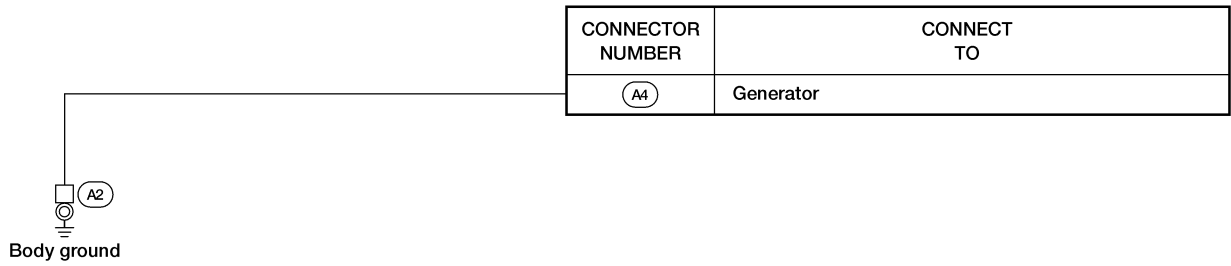 CONNECTOR
NUMBER
CONNECT
TO
A4
Generator
A2
Body ground